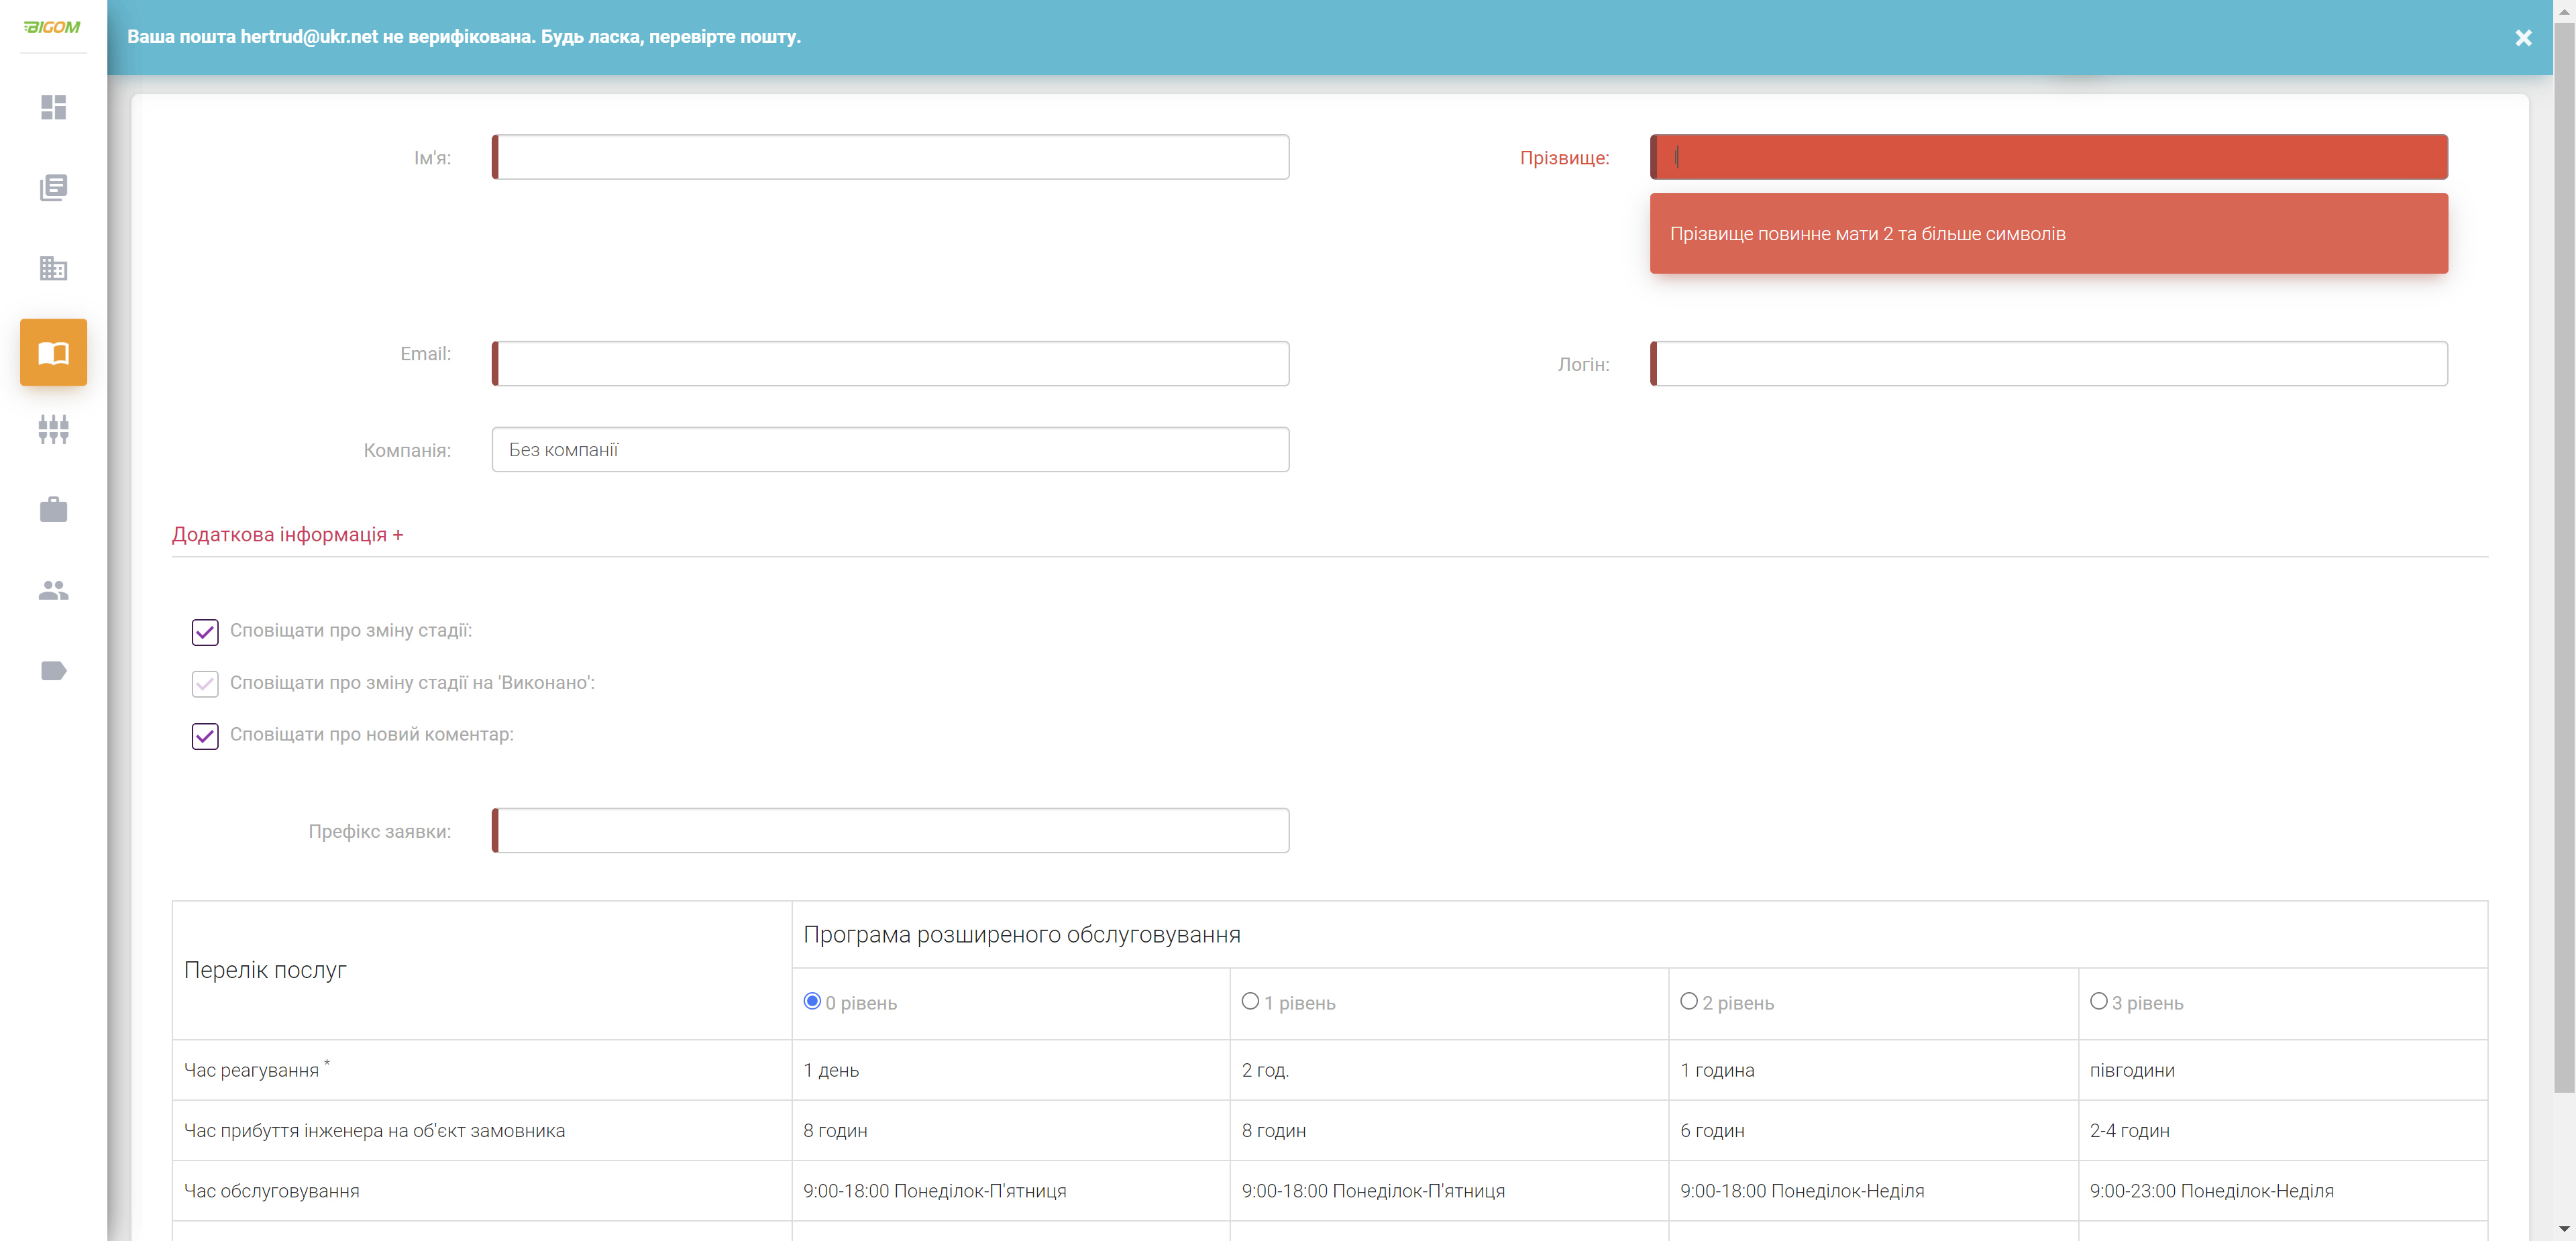 BIGOM
Ваша пошта hertrud@ukr.net не верифікована. Будь ласка, перевірте пошту.
Ім'я:
Прізвище:
Прізвище повинне мати 2 та більше символів
Email:
Логін:
Компанія:
Без компанії
Додаткова інформація +
Сповіщати про зміну стадії:
Сповіщати про зміну стадії на 'Виконано':
Сповіщати про новий коментар:
Префікс заявки:
Перелік послуг
Програма розширеного обслуговування
0 рівень
1 рівень
2 рівень
3 рівень
Час реагування *
1 день
2 год.
1 година
півгодини
Час прибуття інженера на об'єкт замовника
8 годин
8 годин
6 годин
2-4 годин
Час обслуговування
9:00-18:00 Понеділок-П'ятниця
9:00-18:00 Понеділок-П'ятниця
9:00-18:00 Понеділок-Неділя
9:00-23:00 Понеділок-Неділя